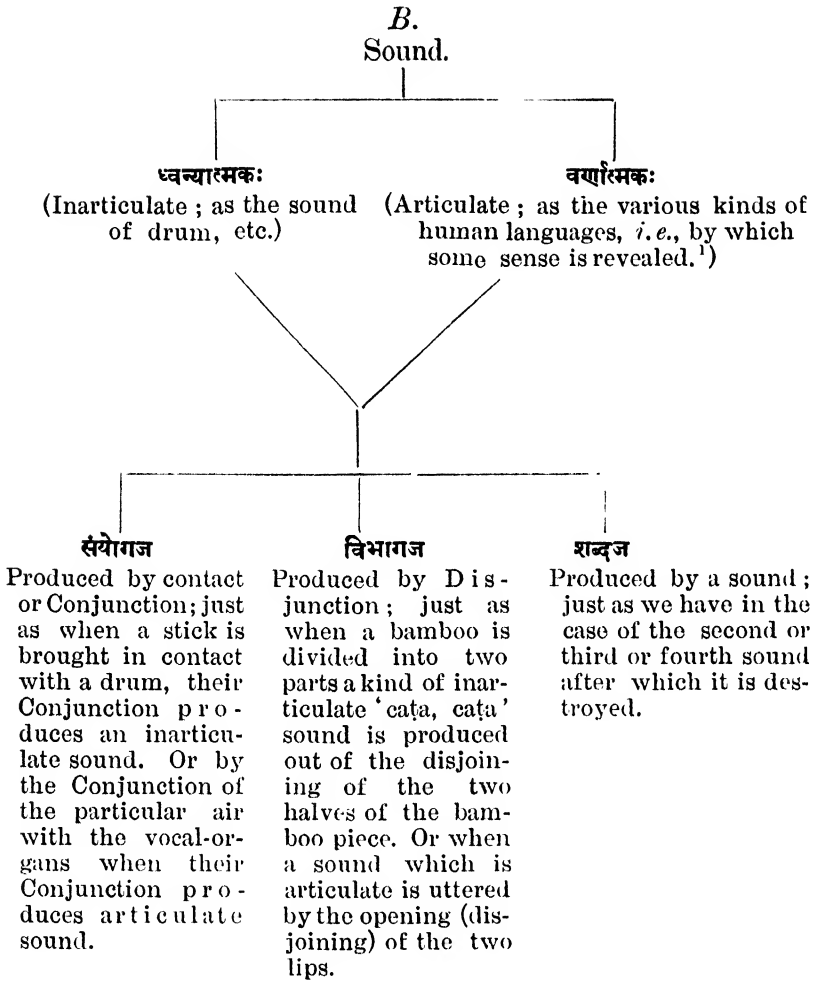 B.
Sound.
ध्वन्यात्मकः
(Inarticulate ; as the sound
of drum, etc.)
वर्णात्मकः
(Articulate ; as the various kinds of
human languages, i. e., by which
some sense is revealed.¹)
संयोगज
Produced by contact
or Conjunction; just
as when a stick is
brought in contact
with a drum, their
Conjunction pro-
duces an inarticu-
late sound. Or by
the Conjunction of
the particular air
with the vocal-or-
gans when their
Conjunction pro-
duces articulate
sound.
विभागज
Produced by Dis-
junction ; just as
when a bamboo is
divided into two
parts a kind of inar-
ticulate ‘caṭa, caṭa’
sound is produced
out of the disjoin-
ing of the two
halves of the bam-
boo piece. Or when
a sound which is
articulate is uttered
by the opening (dis-
joining) of the two
lips.
शब्दज
Produced by a sound ;
just as we have in the
case of the second or
third or fourth sound
after which it is des-
troyed.